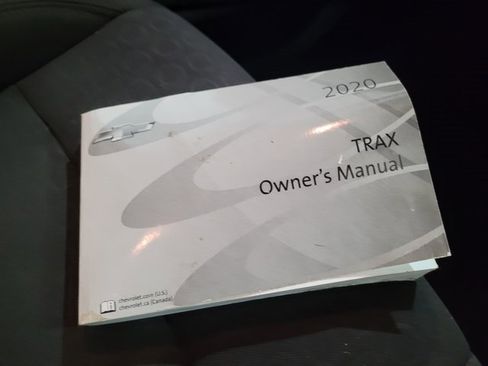 2020
TRAX
Owner's Manual
chevrolet.com (U.S.)
chevrolet.ca (Canada)